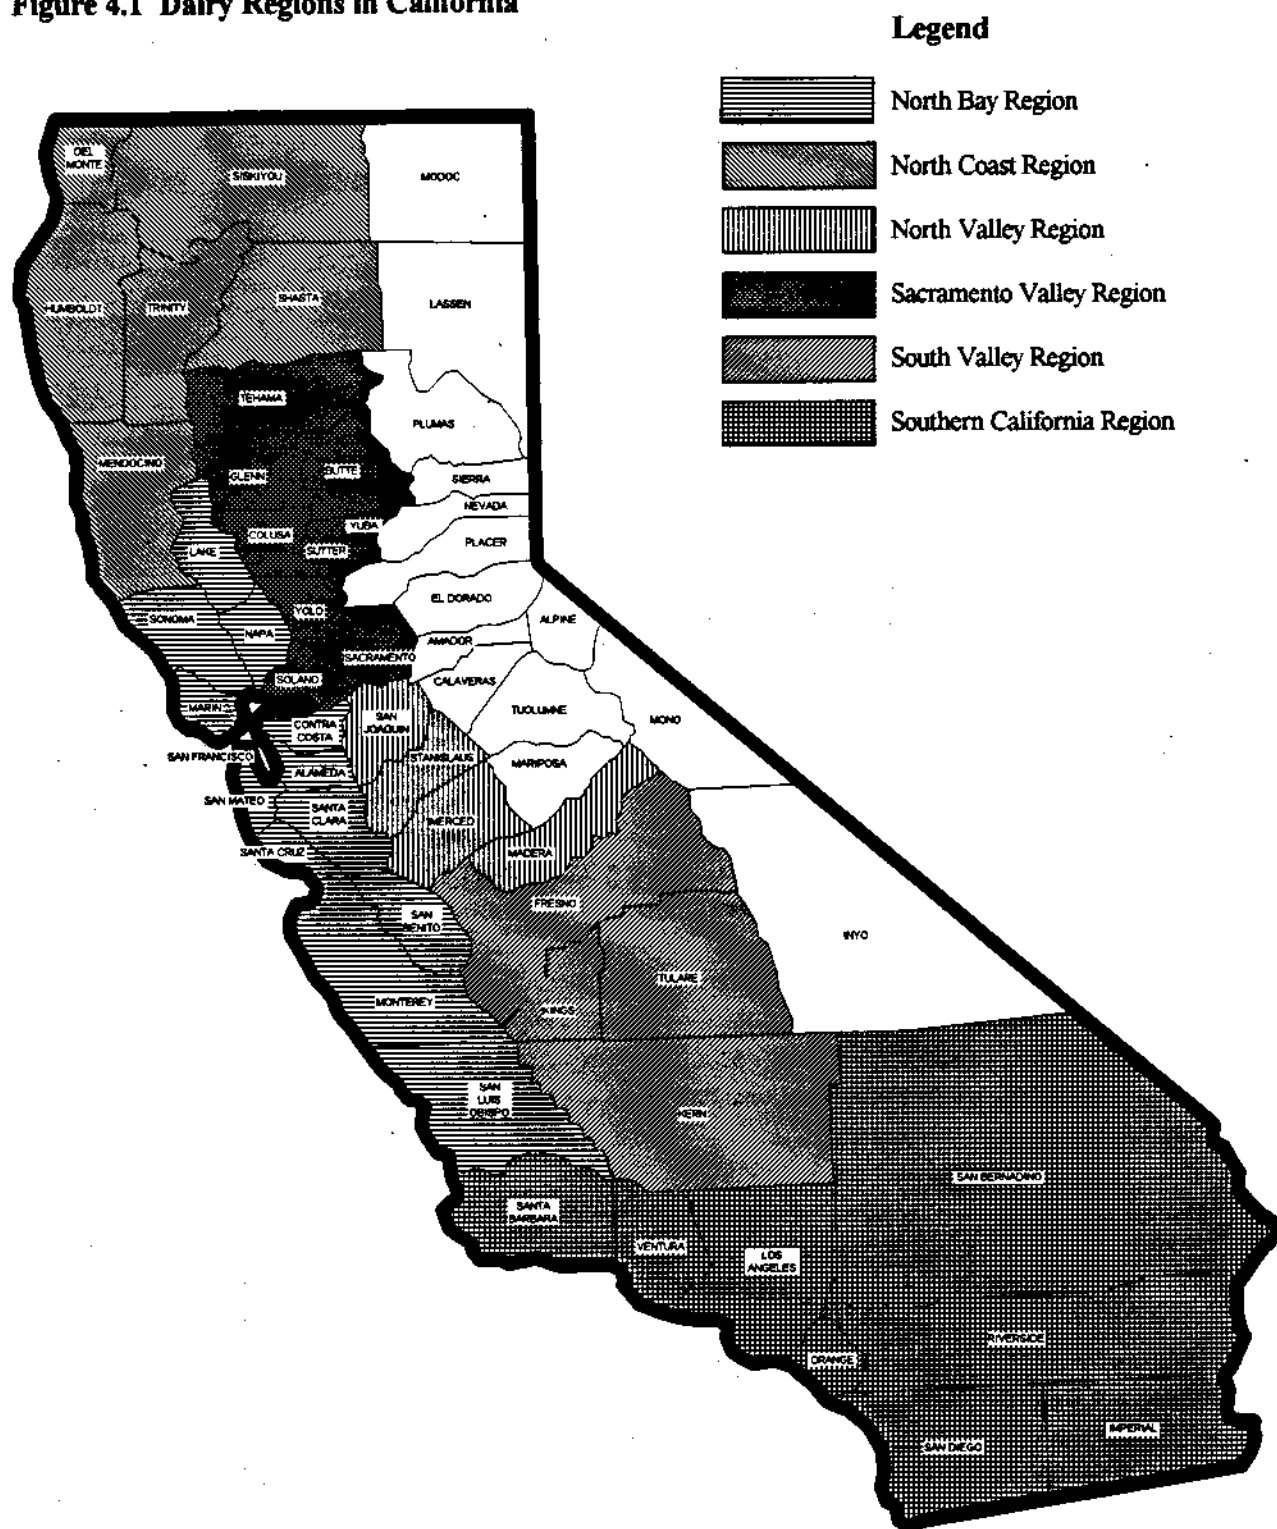 Figure 4.1 Dairy Regions in California
Legend
North Bay Region
North Coast Region
North Valley Region
Sacramento Valley Region
South Valley Region
Southern California Region
DEL
MONTE
SISKIYOU
MODOC
HUMBOLDT
TRINITY
SHASTA
LASSEN
TEHAMA
PLUMAS
MENDOCINO
GLENN
BUTTE
SIERRA
NEVADA
COLUSA
YUBA
LAKE
SUTTER
PLACER
SONOMA
YOLO
EL DORADO
NAPA
ALPINE
SACRAMENTO
AMADOR
SOLANO
CALAVERAS
MARIN
CONTRA
COSTA
SAN
JOAQUIN
TUOLUMNE
MONO
SAN FRANCISCO
STANISLAUS
MARIPOSA
ALAMEDA
SAN MATEO
SANTA
CLARA
MERCED
SANTA CRUZ
MADERA
SAN
BENITO
FRESNO
INYO
MONTEREY
KINGS
TULARE
SAN
LUIS
OBISPO
KERN
SAN BERNADINO
SANTA
BARBARA
VENTURA
LOS
ANGELES
RIVERSIDE
ORANGE
SAN DIEGO
IMPERIAL